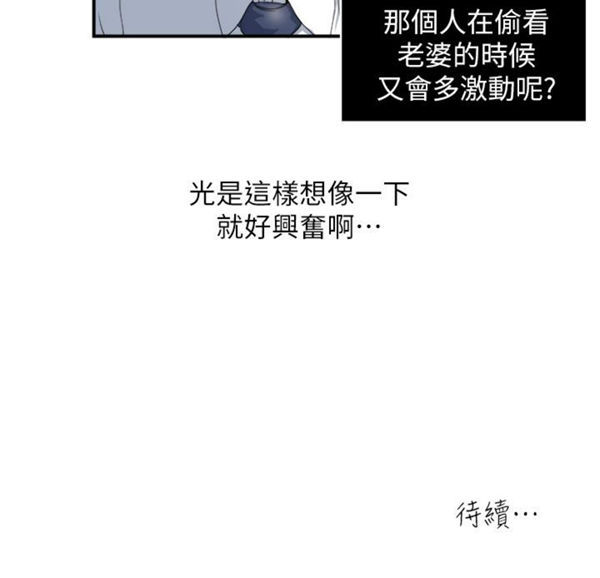 那個人在偷看
老婆的時候
又會多激動呢?
光是這樣想像一下
就好興奮啊…
待續…